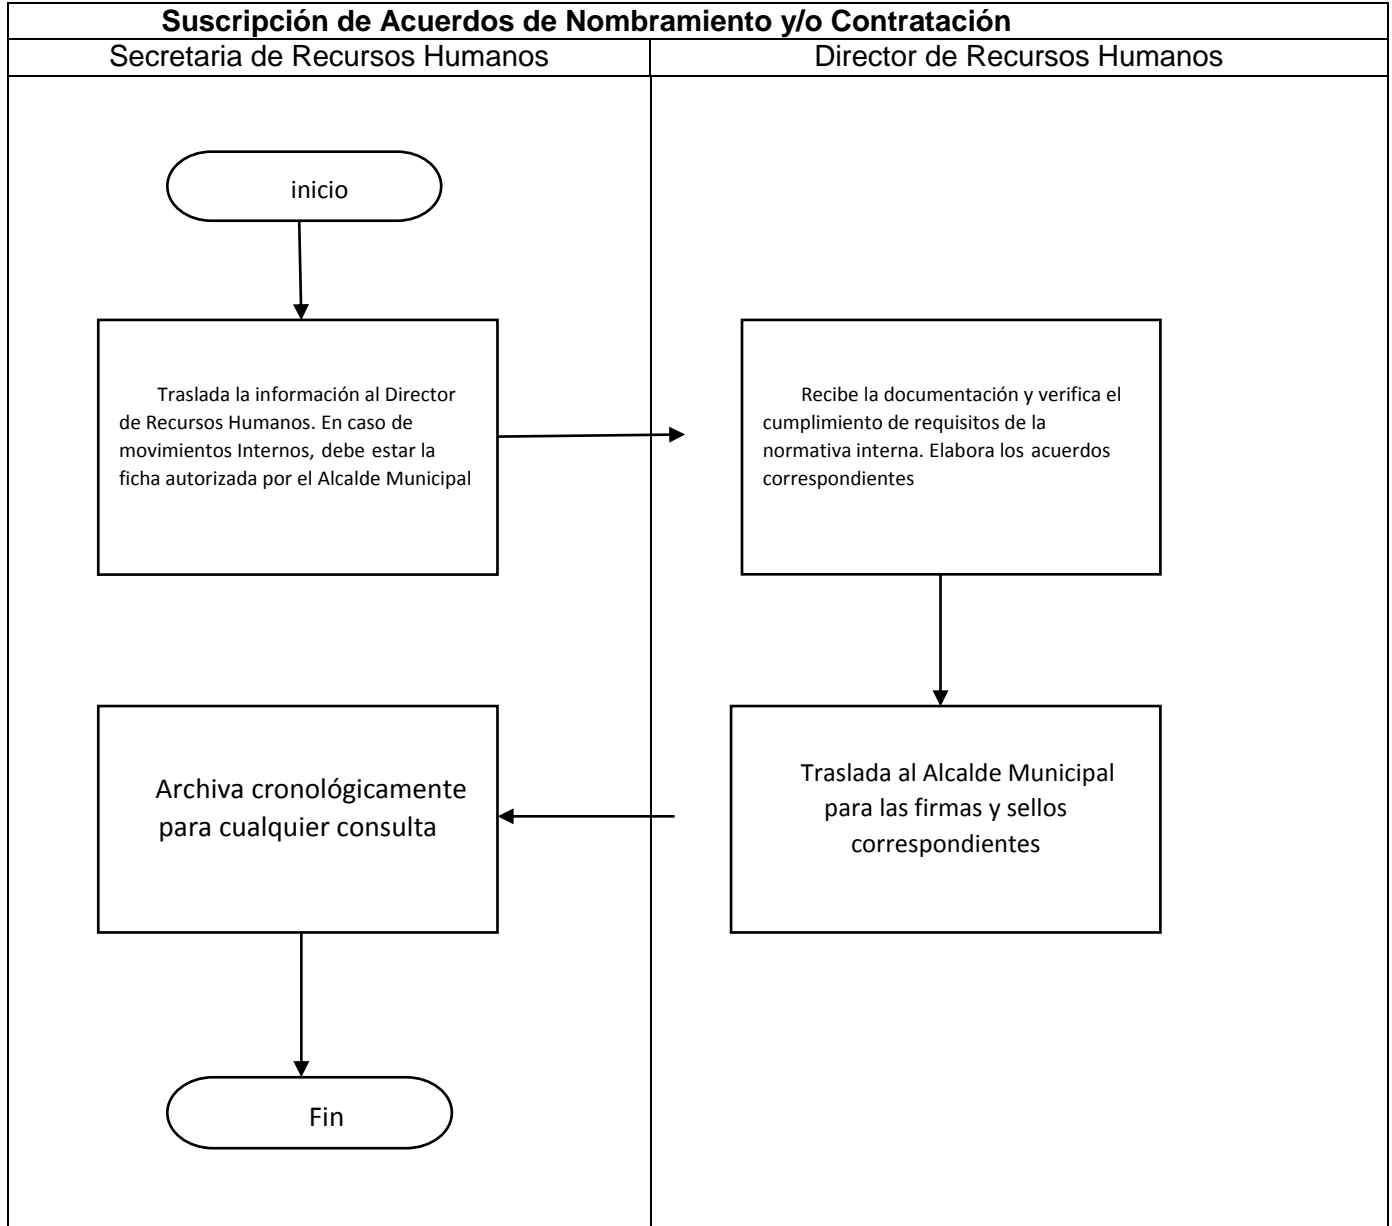 Suscripción de Acuerdos de Nombramiento y/o Contratación
Secretaria de Recursos Humanos
Director de Recursos Humanos
inicio
Traslada la información al Director
de Recursos Humanos. En caso de
movimientos Internos, debe estar la
ficha autorizada por el Alcalde Municipal
Recibe la documentación y verifica el
cumplimiento de requisitos de la
normativa interna. Elabora los acuerdos
correspondientes
Traslada al Alcalde Municipal
para las firmas y sellos
correspondientes
Archiva cronológicamente
para cualquier consulta
Fin